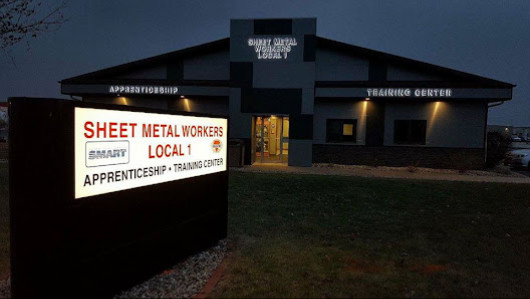 SHEET METAL
WORKERS
LOCAL 1
APPRENTICESHIP
TRAINING CENTER
SHEET METAL WORKERS
SMART
LOCAL 1
APPRENTICESHIP • TRAINING CENTER